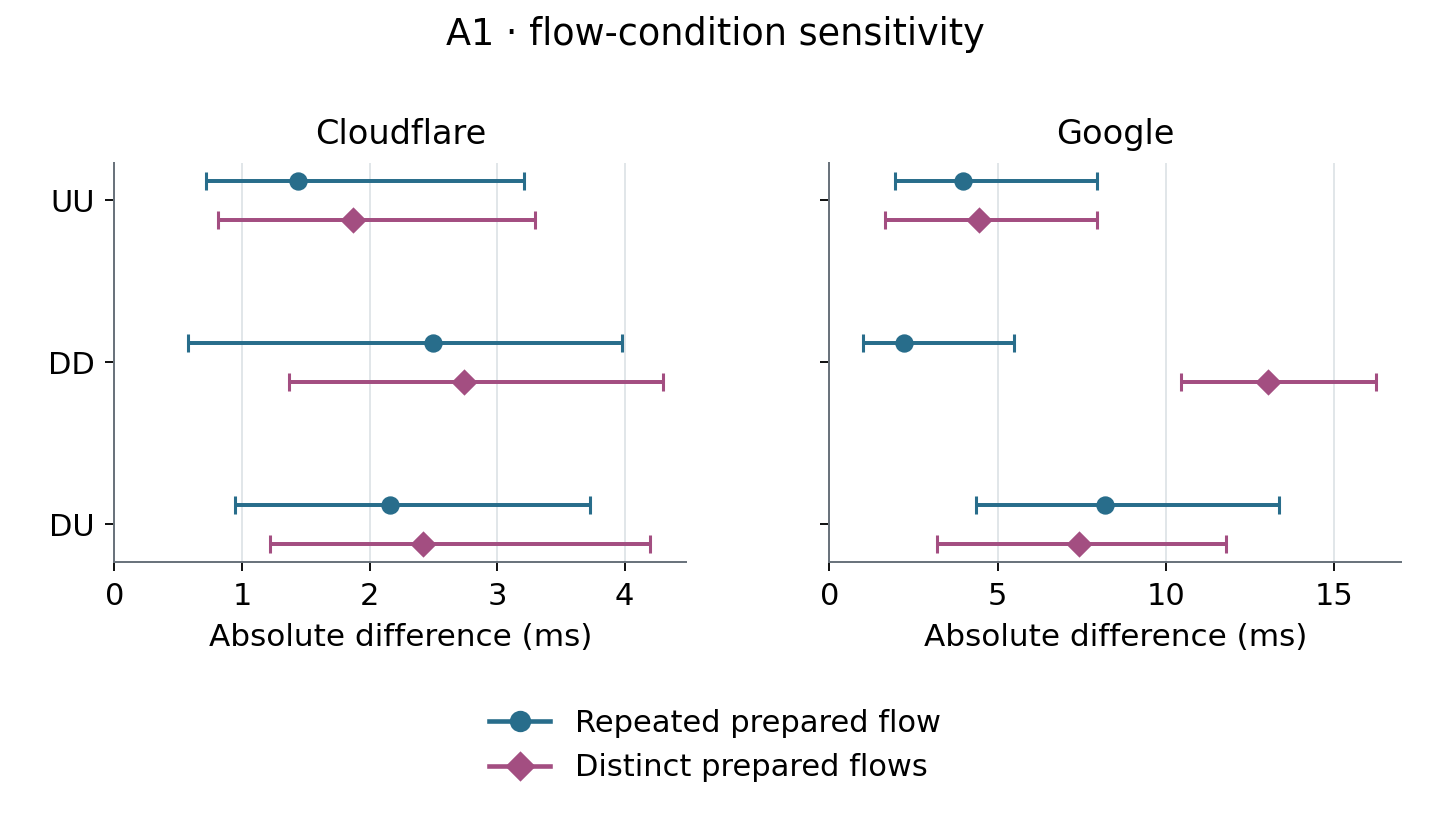 A1 · flow-condition sensitivity
Cloudflare
Google
UU
DD
DU
0 1 2 3 4
0 5 10 15
Absolute difference (ms)
Absolute difference (ms)
Repeated prepared flow
Distinct prepared flows